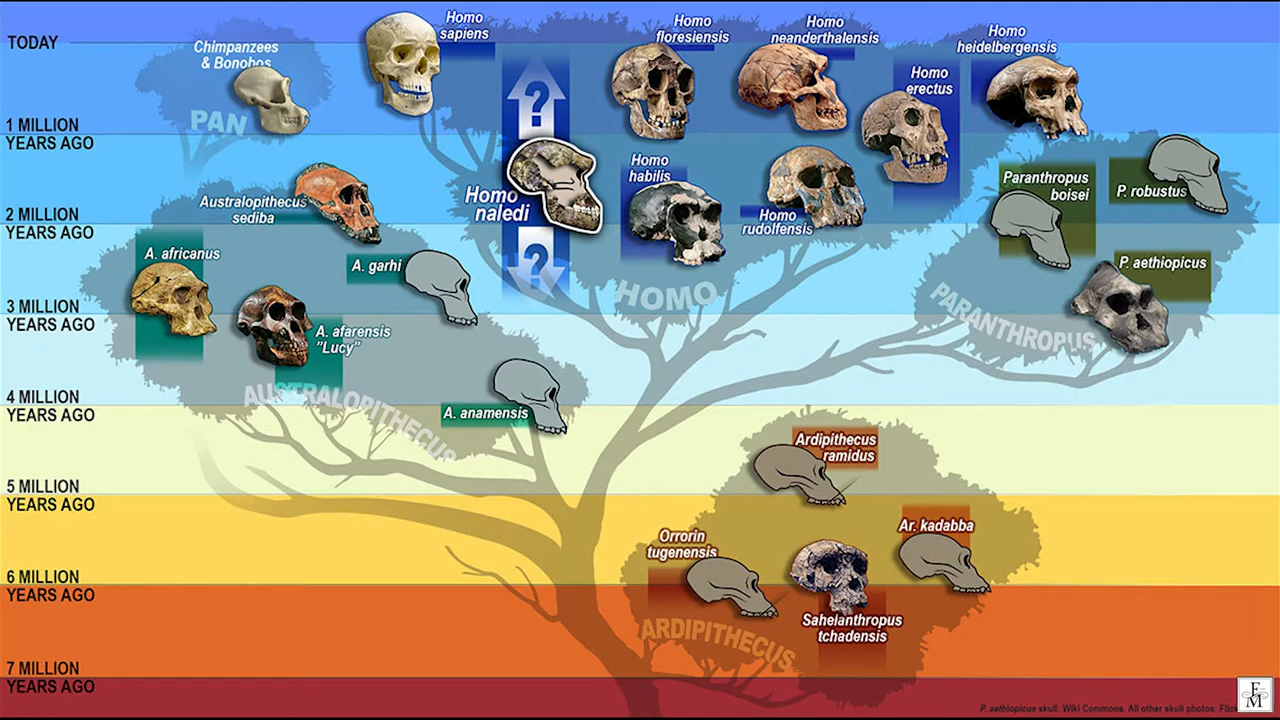 TODAY
Chimpanzees
& Bonobos
PAN
Homo
sapiens
Homo
floresiensis
Homo
neanderthalensis
Homo
erectus
Homo
heidelbergensis
1 MILLION
YEARS AGO
?
Homo
naledi
?
Homo
habilis
Homo
rudolfensis
Paranthropus
boisei
P. robustus
Australopithecus
sediba
2 MILLION
YEARS AGO
A. africanus
A. garhi
HOMO
P. aethiopicus
PARANTHROPUS
3 MILLION
YEARS AGO
A. afarensis
"Lucy"
AUSTRALOPITHECUS
4 MILLION
YEARS AGO
A. anamensis
Ardipithecus
ramidus
5 MILLION
YEARS AGO
Ar. kadabba
Orrorin
tugenensis
6 MILLION
YEARS AGO
Sahelanthropus
tchadensis
ARDIPITHECUS
7 MILLION
YEARS AGO
P. aethiopicus skull: Wiki Commons. All other skull photos: Flic
F
M